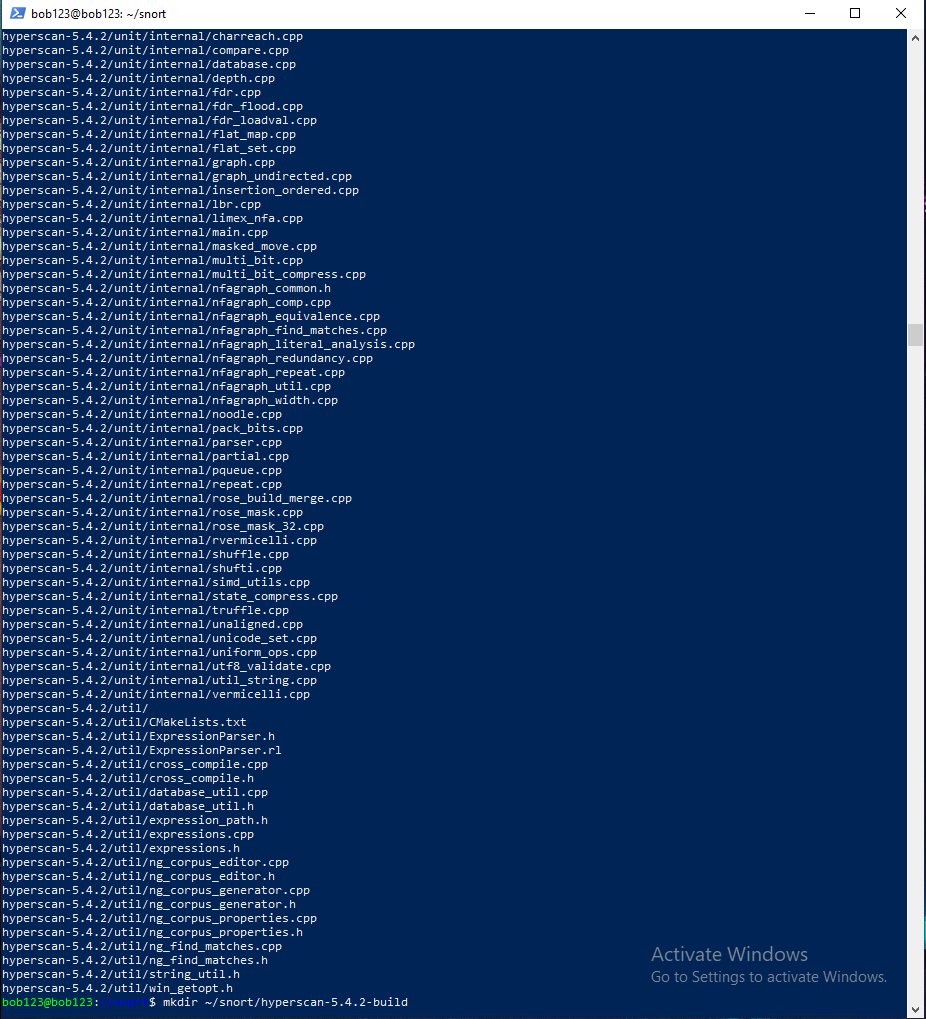 bob123@bob123: ~/snort
hyperscan-5.4.2/unit/internal/charreach.cpp
hyperscan-5.4.2/unit/internal/compare.cpp
hyperscan-5.4.2/unit/internal/database.cpp
hyperscan-5.4.2/unit/internal/depth.cpp
hyperscan-5.4.2/unit/internal/fdr.cpp
hyperscan-5.4.2/unit/internal/fdr_flood.cpp
hyperscan-5.4.2/unit/internal/fdr_loadval.cpp
hyperscan-5.4.2/unit/internal/flat_map.cpp
hyperscan-5.4.2/unit/internal/flat_set.cpp
hyperscan-5.4.2/unit/internal/graph.cpp
hyperscan-5.4.2/unit/internal/graph_undirected.cpp
hyperscan-5.4.2/unit/internal/insertion_ordered.cpp
hyperscan-5.4.2/unit/internal/lbr.cpp
hyperscan-5.4.2/unit/internal/limex_nfa.cpp
hyperscan-5.4.2/unit/internal/main.cpp
hyperscan-5.4.2/unit/internal/masked_move.cpp
hyperscan-5.4.2/unit/internal/multi_bit.cpp
hyperscan-5.4.2/unit/internal/multi_bit_compress.cpp
hyperscan-5.4.2/unit/internal/nfagraph_common.h
hyperscan-5.4.2/unit/internal/nfagraph_comp.cpp
hyperscan-5.4.2/unit/internal/nfagraph_equivalence.cpp
hyperscan-5.4.2/unit/internal/nfagraph_find_matches.cpp
hyperscan-5.4.2/unit/internal/nfagraph_literal_analysis.cpp
hyperscan-5.4.2/unit/internal/nfagraph_redundancy.cpp
hyperscan-5.4.2/unit/internal/nfagraph_repeat.cpp
hyperscan-5.4.2/unit/internal/nfagraph_util.cpp
hyperscan-5.4.2/unit/internal/nfagraph_width.cpp
hyperscan-5.4.2/unit/internal/noodle.cpp
hyperscan-5.4.2/unit/internal/pack_bits.cpp
hyperscan-5.4.2/unit/internal/parser.cpp
hyperscan-5.4.2/unit/internal/partial.cpp
hyperscan-5.4.2/unit/internal/pqueue.cpp
hyperscan-5.4.2/unit/internal/repeat.cpp
hyperscan-5.4.2/unit/internal/rose_build_merge.cpp
hyperscan-5.4.2/unit/internal/rose_mask.cpp
hyperscan-5.4.2/unit/internal/rose_mask_32.cpp
hyperscan-5.4.2/unit/internal/rvermicelli.cpp
hyperscan-5.4.2/unit/internal/shuffle.cpp
hyperscan-5.4.2/unit/internal/shufti.cpp
hyperscan-5.4.2/unit/internal/simd_utils.cpp
hyperscan-5.4.2/unit/internal/state_compress.cpp
hyperscan-5.4.2/unit/internal/truffle.cpp
hyperscan-5.4.2/unit/internal/unaligned.cpp
hyperscan-5.4.2/unit/internal/unicode_set.cpp
hyperscan-5.4.2/unit/internal/uniform_ops.cpp
hyperscan-5.4.2/unit/internal/utf8_validate.cpp
hyperscan-5.4.2/unit/internal/util_string.cpp
hyperscan-5.4.2/unit/internal/vermicelli.cpp
hyperscan-5.4.2/util/
hyperscan-5.4.2/util/CMakeLists.txt
hyperscan-5.4.2/util/ExpressionParser.h
hyperscan-5.4.2/util/ExpressionParser.rl
hyperscan-5.4.2/util/cross_compile.cpp
hyperscan-5.4.2/util/cross_compile.h
hyperscan-5.4.2/util/database_util.cpp
hyperscan-5.4.2/util/database_util.h
hyperscan-5.4.2/util/expression_path.h
hyperscan-5.4.2/util/expressions.cpp
hyperscan-5.4.2/util/expressions.h
hyperscan-5.4.2/util/ng_corpus_editor.cpp
hyperscan-5.4.2/util/ng_corpus_editor.h
hyperscan-5.4.2/util/ng_corpus_generator.cpp
hyperscan-5.4.2/util/ng_corpus_generator.h
hyperscan-5.4.2/util/ng_corpus_properties.cpp
hyperscan-5.4.2/util/ng_corpus_properties.h
hyperscan-5.4.2/util/ng_find_matches.cpp
hyperscan-5.4.2/util/ng_find_matches.h
hyperscan-5.4.2/util/string_util.h
hyperscan-5.4.2/util/win_getopt.h
bob123@bob123:~/snort$ mkdir ~/snort/hyperscan-5.4.2-build
Activate Windows
Go to Settings to activate Windows.